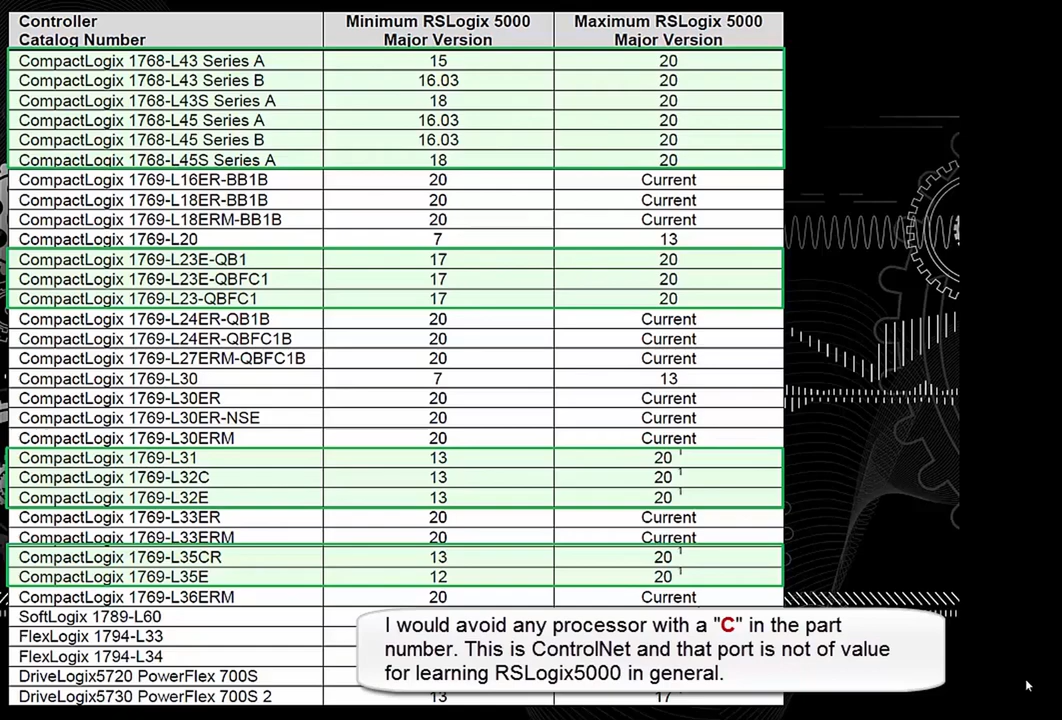 Controller Catalog Number | Minimum RSLogix 5000 Major Version | Maximum RSLogix 5000 Major Version
CompactLogix 1768-L43 Series A 15 20
CompactLogix 1768-L43 Series B 16.03 20
CompactLogix 1768-L43S Series A 18 20
CompactLogix 1768-L45 Series A 16.03 20
CompactLogix 1768-L45 Series B 16.03 20
CompactLogix 1768-L45S Series A 18 20
CompactLogix 1769-L16ER-BB1B 20 Current
CompactLogix 1769-L18ER-BB1B 20 Current
CompactLogix 1769-L18ERM-BB1B 20 Current
CompactLogix 1769-L20 7 13
CompactLogix 1769-L23E-QB1 17 20
CompactLogix 1769-L23E-QBFC1 17 20
CompactLogix 1769-L23-QBFC1 17 20
CompactLogix 1769-L24ER-QB1B 20 Current
CompactLogix 1769-L24ER-QBFC1B 20 Current
CompactLogix 1769-L27ERM-QBFC1B 20 Current
CompactLogix 1769-L30 7 13
CompactLogix 1769-L30ER 20 Current
CompactLogix 1769-L30ER-NSE 20 Current
CompactLogix 1769-L30ERM 20 Current
CompactLogix 1769-L31 13 20 ¹
CompactLogix 1769-L32C 13 20 ¹
CompactLogix 1769-L32E 13 20 ¹
CompactLogix 1769-L33ER 20 Current
CompactLogix 1769-L33ERM 20 Current
CompactLogix 1769-L35CR 13 20 ¹
CompactLogix 1769-L35E 12 20 ¹
CompactLogix 1769-L36ERM 20 Current
SoftLogix 1789-L60
FlexLogix 1794-L33
FlexLogix 1794-L34
DriveLogix5720 PowerFlex 700S
DriveLogix5730 PowerFlex 700S 2 13 17
I would avoid any processor with a "C" in the part
number. This is ControlNet and that port is not of value
for learning RSLogix5000 in general.